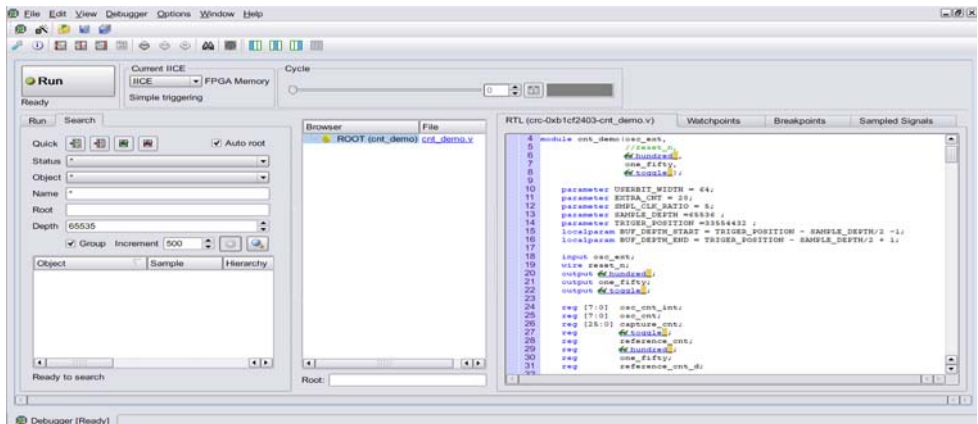 File Edit View Debugger Options Window Help
Run
Ready
Current IICE
IICE FPGA Memory
Simple triggering
Cycle
0
Run Search
Quick Auto root
Status *
Object *
Name *
Root
Depth 65535
Group Increment 500
Object Sample Hierarchy
Ready to search
Browser File
ROOT (cnt_demo) cnt_demo.v
Root:
RTL (crc-0xb1cf2403-cnt_demo.v) Watchpoints Breakpoints Sampled Signals
4 module cnt_demo(osc_ext,
5 //reset_n,
6 hundred,
7 one_fifty,
8 toggle);
9
10 parameter USERBIT_WIDTH = 64;
11 parameter EXTRA_CNT = 28;
12 parameter SMPL_CLK_RATIO = 5;
13 parameter SAMPLE_DEPTH =65536 ;
14 parameter TRIGER_POSITION =33554432 ;
15 localparam BUF_DEPTH_START = TRIGER_POSITION - SAMPLE_DEPTH/2 -1;
16 localparam BUF_DEPTH_END = TRIGER_POSITION - SAMPLE_DEPTH/2 + 1;
17
18 input osc_ext;
19 wire reset_n;
20 output hundred;
21 output one_fifty;
22 output toggle;
23
24 reg [7:0] osc_cnt_int;
25 reg [7:0] osc_cnt;
26 reg [25:0] capture_cnt;
27 reg toggle;
28 reg reference_cnt;
29 reg hundred;
30 reg one_fifty;
31 reg reference_cnt_d;
Debugger [Ready]